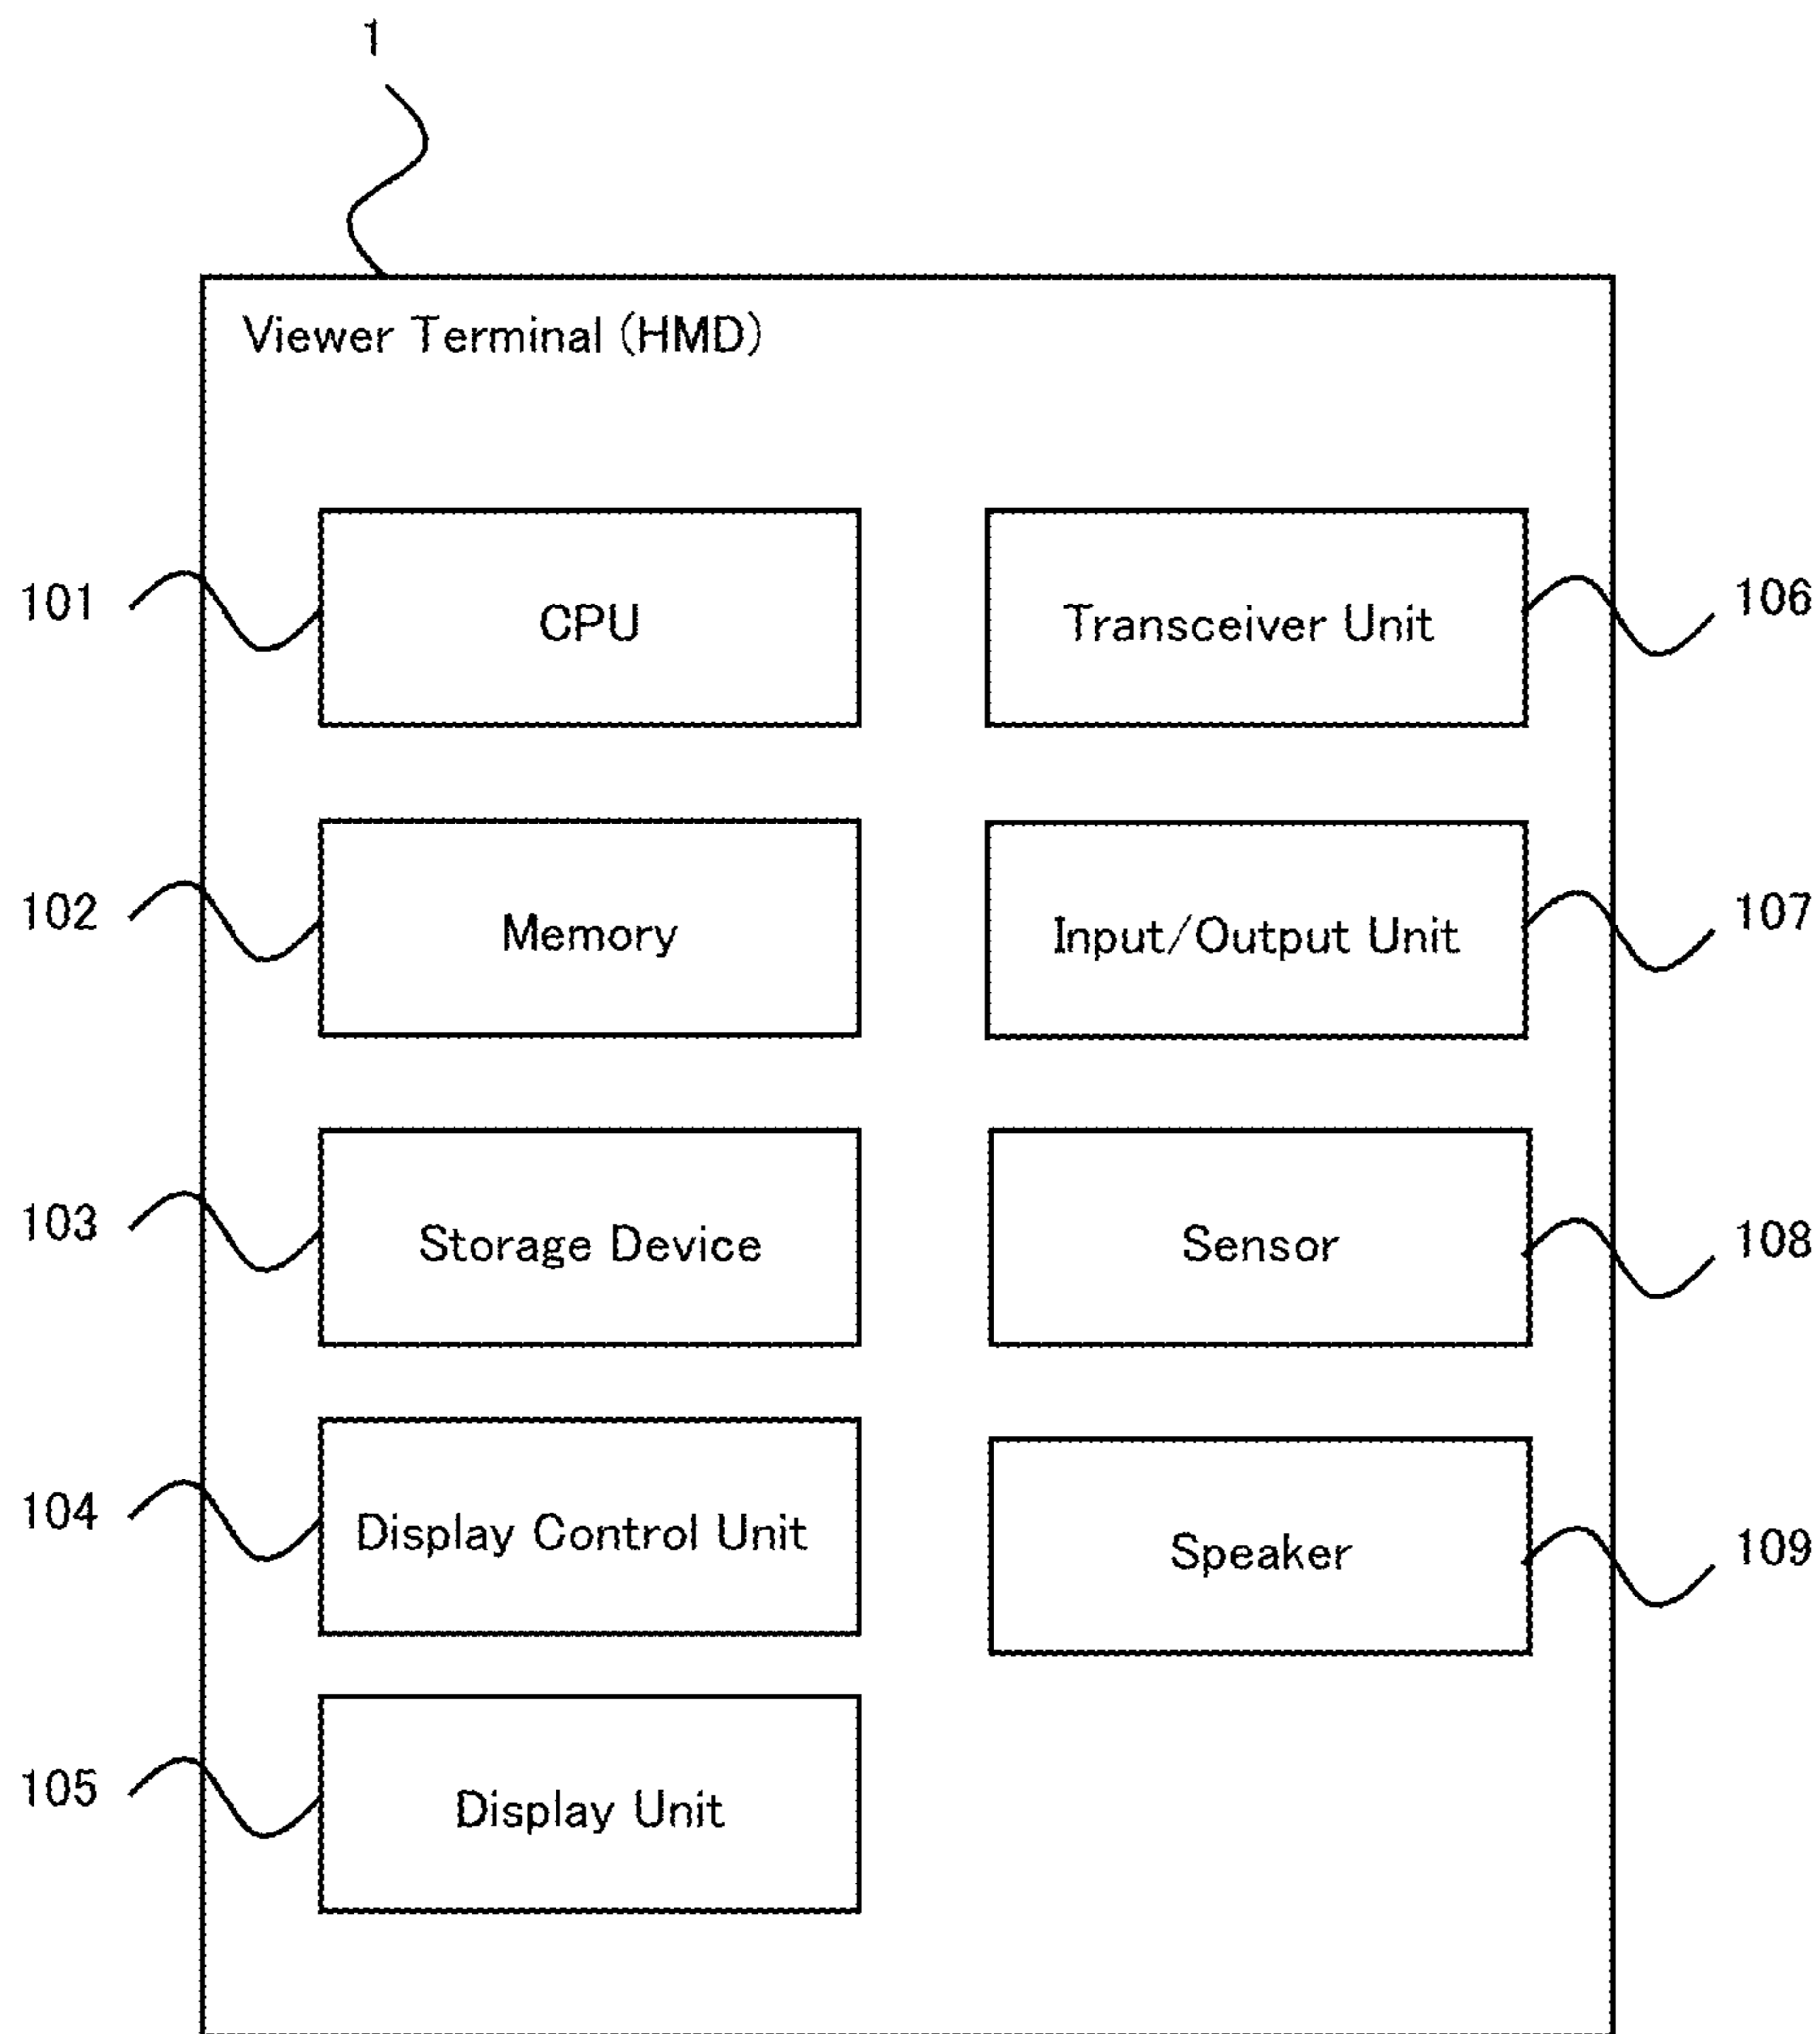 1
Viewer Terminal (HMD)
101
CPU
Transceiver Unit
106
102
Memory
Input/Output Unit
107
103
Storage Device
Sensor
108
104
Display Control Unit
Speaker
109
105
Display Unit